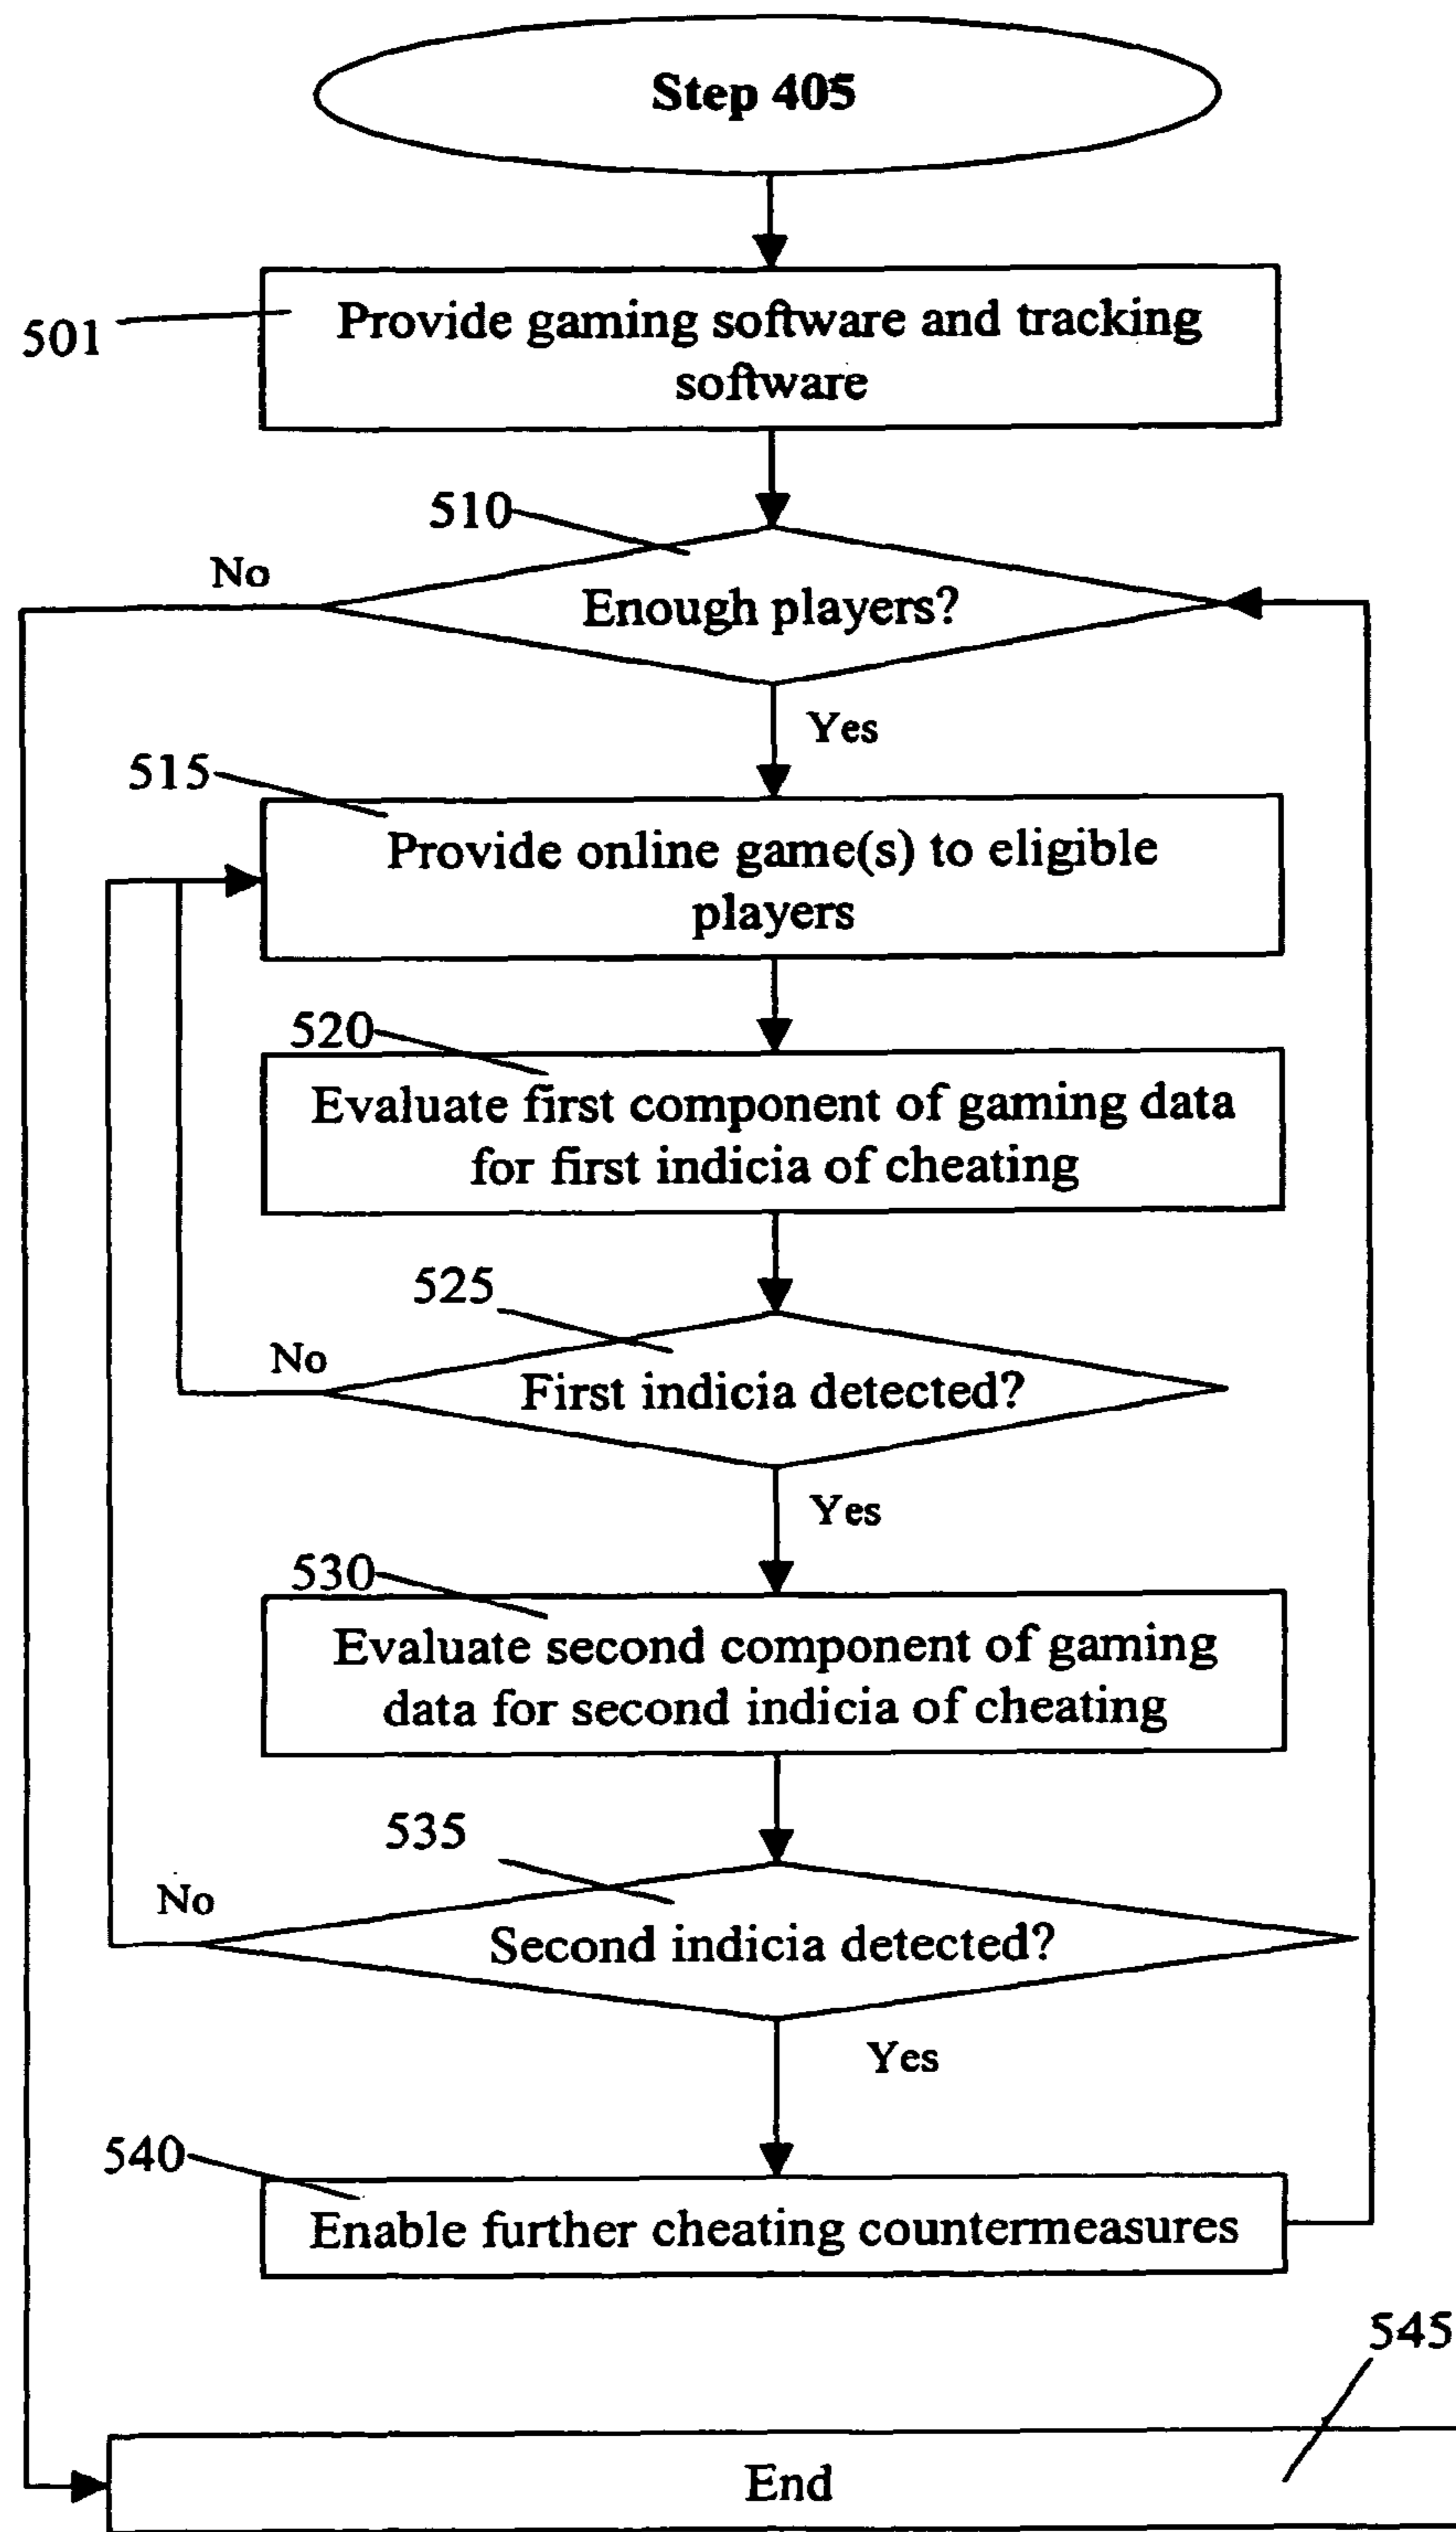 Step 405
501
Provide gaming software and tracking
software
510
No
Enough players?
Yes
515
Provide online game(s) to eligible
players
520
Evaluate first component of gaming data
for first indicia of cheating
525
No
First indicia detected?
Yes
530
Evaluate second component of gaming
data for second indicia of cheating
535
No
Second indicia detected?
Yes
540
Enable further cheating countermeasures
545
End